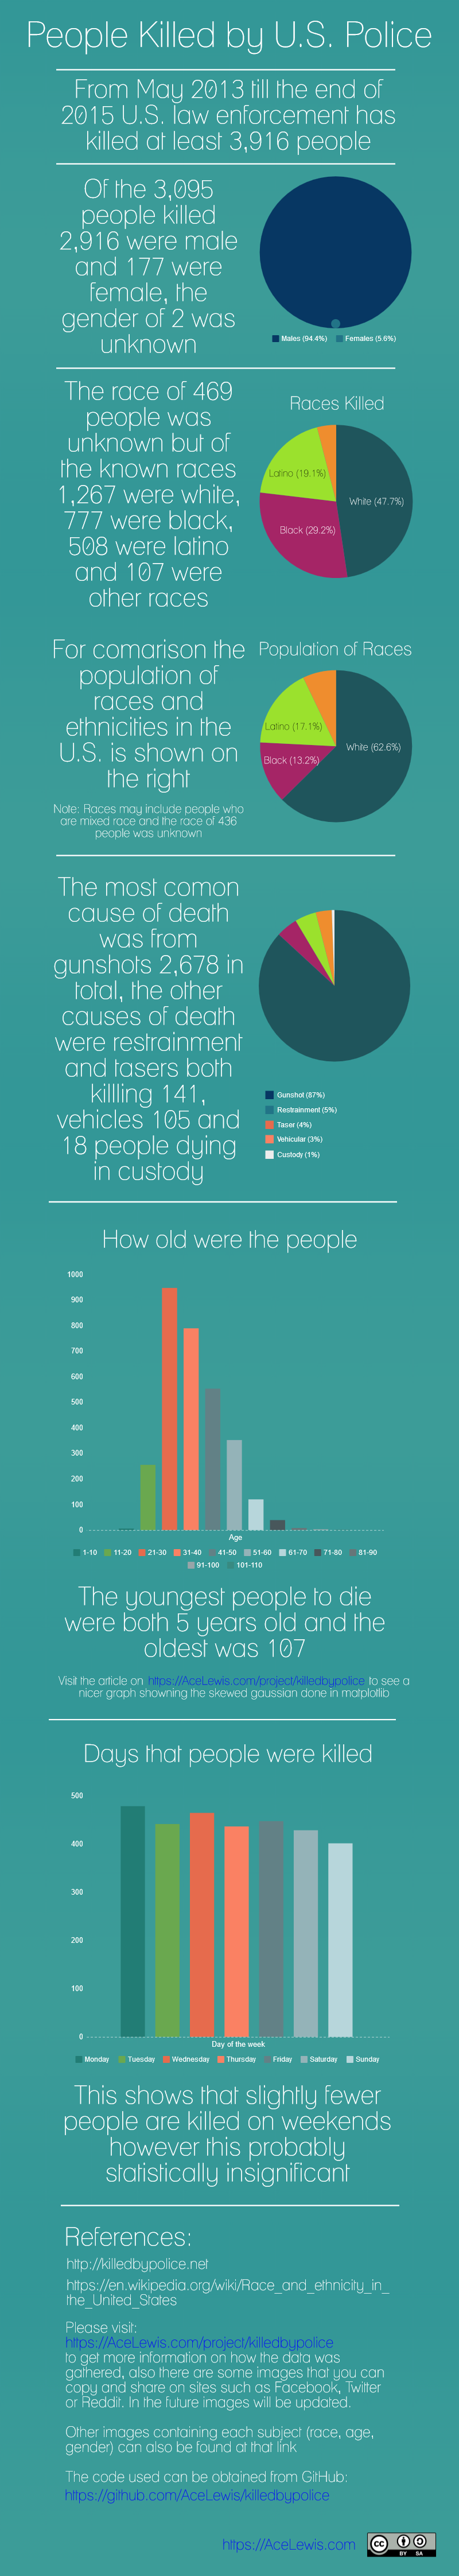 People Killed by U.S. Police
From May 2013 till the end of
2015 U.S. law enforcement has
killed at least 3,916 people
Of the 3,095
people killed
2,916 were male
and 177 were
female, the
gender of 2 was
unknown
Males (94.4%) Females (5.6%)
The race of 469
people was
unknown but of
the known races
1,267 were white,
777 were black,
508 were latino
and 107 were
other races
Races Killed
Latino (19.1%)
White (47.7%)
Black (29.2%)
For comarison the
population of
races and
ethnicities in the
U.S. is shown on
the right
Note: Races may include people who
are mixed race and the race of 436
people was unknown
Population of Races
Latino (17.1%)
White (62.6%)
Black (13.2%)
The most comon
cause of death
was from
gunshots 2,678 in
total, the other
causes of death
were restrainment
and tasers both
killling 141,
vehicles 105 and
18 people dying
in custody
Gunshot (87%)
Restrainment (5%)
Taser (4%)
Vehicular (3%)
Custody (1%)
How old were the people
1000
900
800
700
600
500
400
300
200
100
0
Age
1-10 11-20 21-30 31-40 41-50 51-60 61-70 71-80 81-90
91-100 101-110
The youngest people to die
were both 5 years old and the
oldest was 107
Visit the article on https://AceLewis.com/project/killedbypolice to see a
nicer graph showning the skewed gaussian done in matplotlib
Days that people were killed
500
400
300
200
100
0
Day of the week
Monday Tuesday Wednesday Thursday Friday Saturday Sunday
This shows that slightly fewer
people are killed on weekends
however this probably
statistically insignificant
References:
http://killedbypolice.net
https://en.wikipedia.org/wiki/Race_and_ethnicity_in_
the_United_States
Please visit:
https://AceLewis.com/project/killedbypolice
to get more information on how the data was
gathered, also there are some images that you can
copy and share on sites such as Facebook, Twitter
or Reddit. In the future images will be updated.
Other images containing each subject (race, age,
gender) can also be found at that link
The code used can be obtained from GitHub:
https://github.com/AceLewis/killedbypolice
https://AceLewis.com
cc BY SA